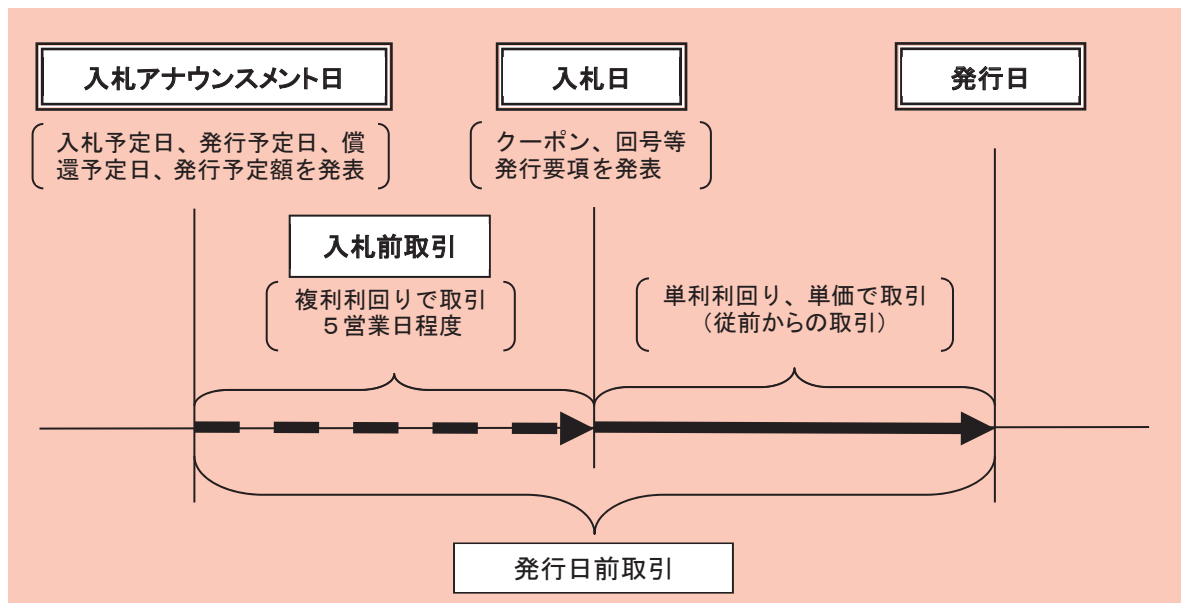 入札アナウンスメント日
入札予定日、発行予定日、償
還予定日、発行予定額を発表
入札日
クーポン、回号等
発行要項を発表
発行日
入札前取引
複利利回りで取引
５営業日程度
単利利回り、単価で取引
（従前からの取引）
発行日前取引